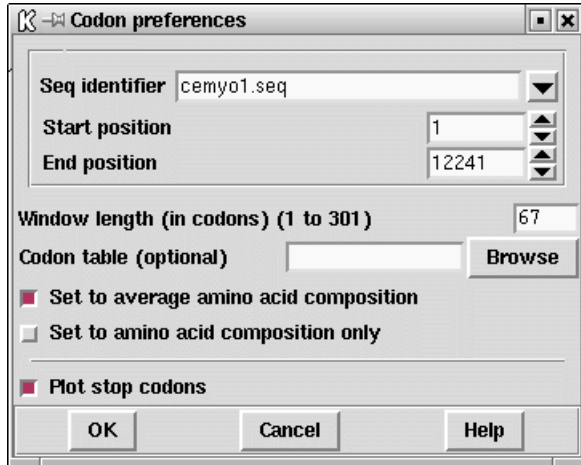 Codon preferences
Seq identifier cemyo1.seq
Start position 1
End position 12241
Window length (in codons) (1 to 301) 67
Codon table (optional) Browse
Set to average amino acid composition
Set to amino acid composition only
Plot stop codons
OK Cancel Help